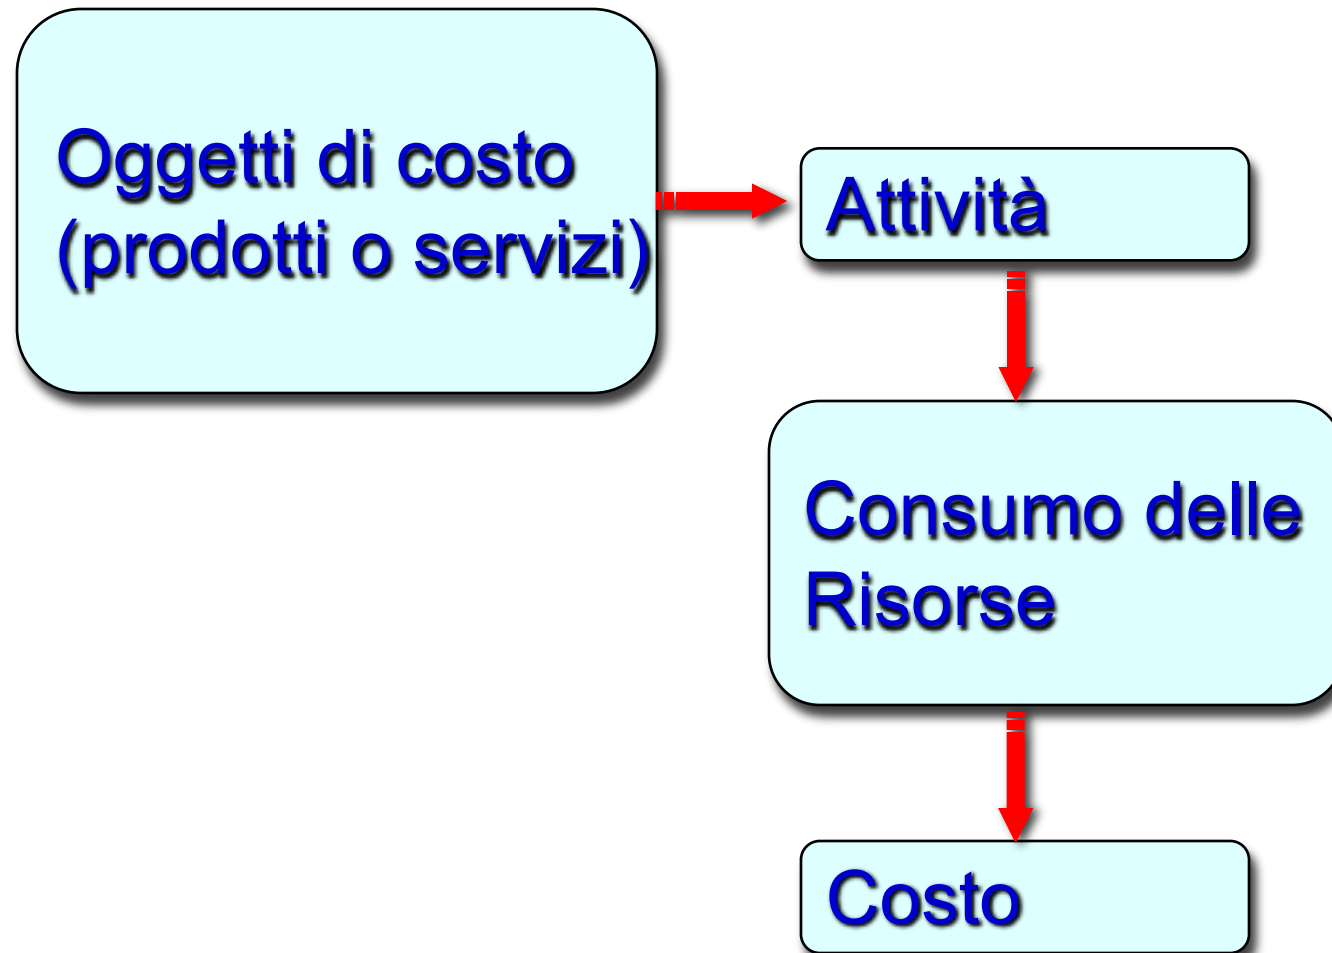 Oggetti di costo
(prodotti o servizi)
Attività
Consumo delle
Risorse
Costo